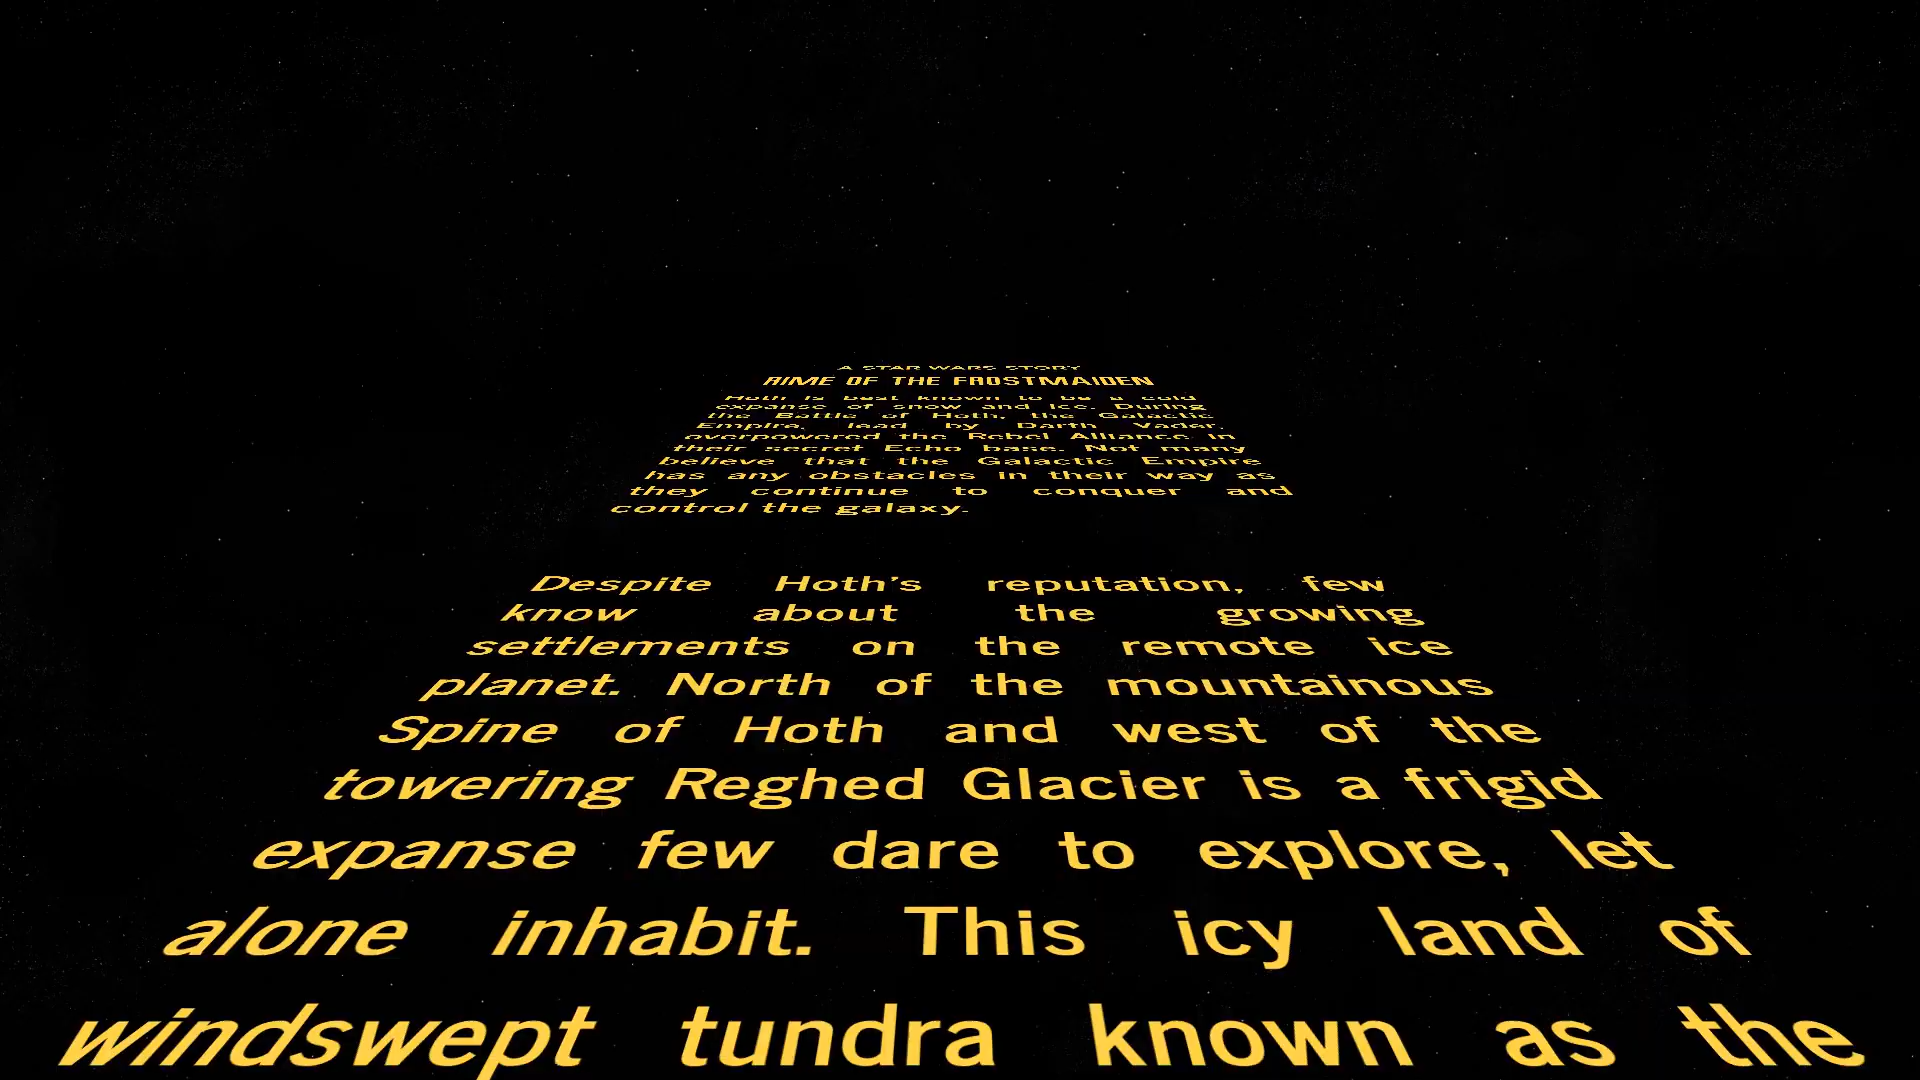 A STAR WARS STORY
RIME OF THE FROSTMAIDEN
Hoth is best known to be a cold
expanse of snow and ice. During
the Battle of Hoth, the Galactic
Empire, lead by Darth Vader,
overpowered the Rebel Alliance in
their secret Echo base. Not many
believe that the Galactic Empire
has any obstacles in their way as
they continue to conquer and
control the galaxy.
Despite Hoth’s reputation, few
know about the growing
settlements on the remote ice
planet. North of the mountainous
Spine of Hoth and west of the
towering Reghed Glacier is a frigid
expanse few dare to explore, let
alone inhabit. This icy land of
windswept tundra known as the